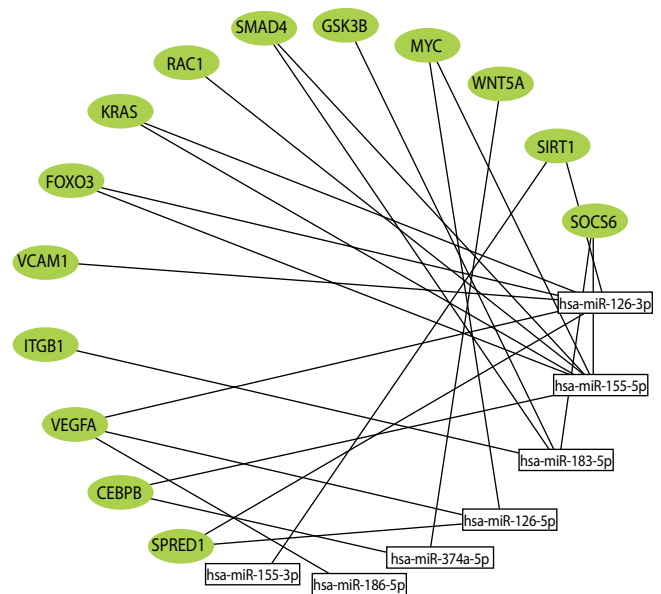 SMAD4
GSK3B
MYC
RAC1
WNT5A
KRAS
SIRT1
FOXO3
SOCS6
VCAM1
hsa-miR-126-3p
ITGB1
hsa-miR-155-5p
VEGFA
hsa-miR-183-5p
CEBPB
hsa-miR-126-5p
SPRED1
hsa-miR-374a-5p
hsa-miR-155-3p
hsa-miR-186-5p